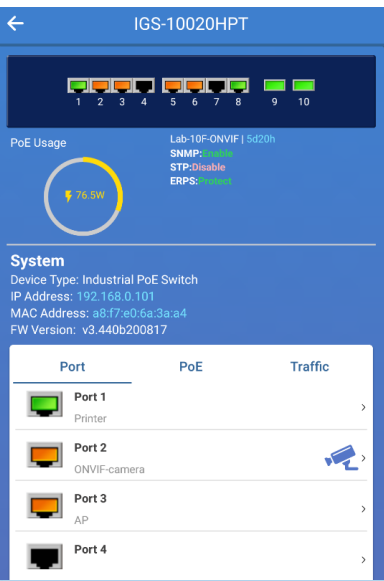 IGS-10020HPT
1 2 3 4 5 6 7 8 9 10
PoE Usage
Lab-10F-ONVIF | 5d20h
SNMP:Enable
STP:Disable
ERPS:Protect
76.5W
System
Device Type: Industrial PoE Switch
IP Address: 192.168.0.101
MAC Address: a8:f7:e0:6a:3a:a4
FW Version: v3.440b200817
Port PoE Traffic
Port 1
Printer
Port 2
ONVIF-camera
Port 3
AP
Port 4